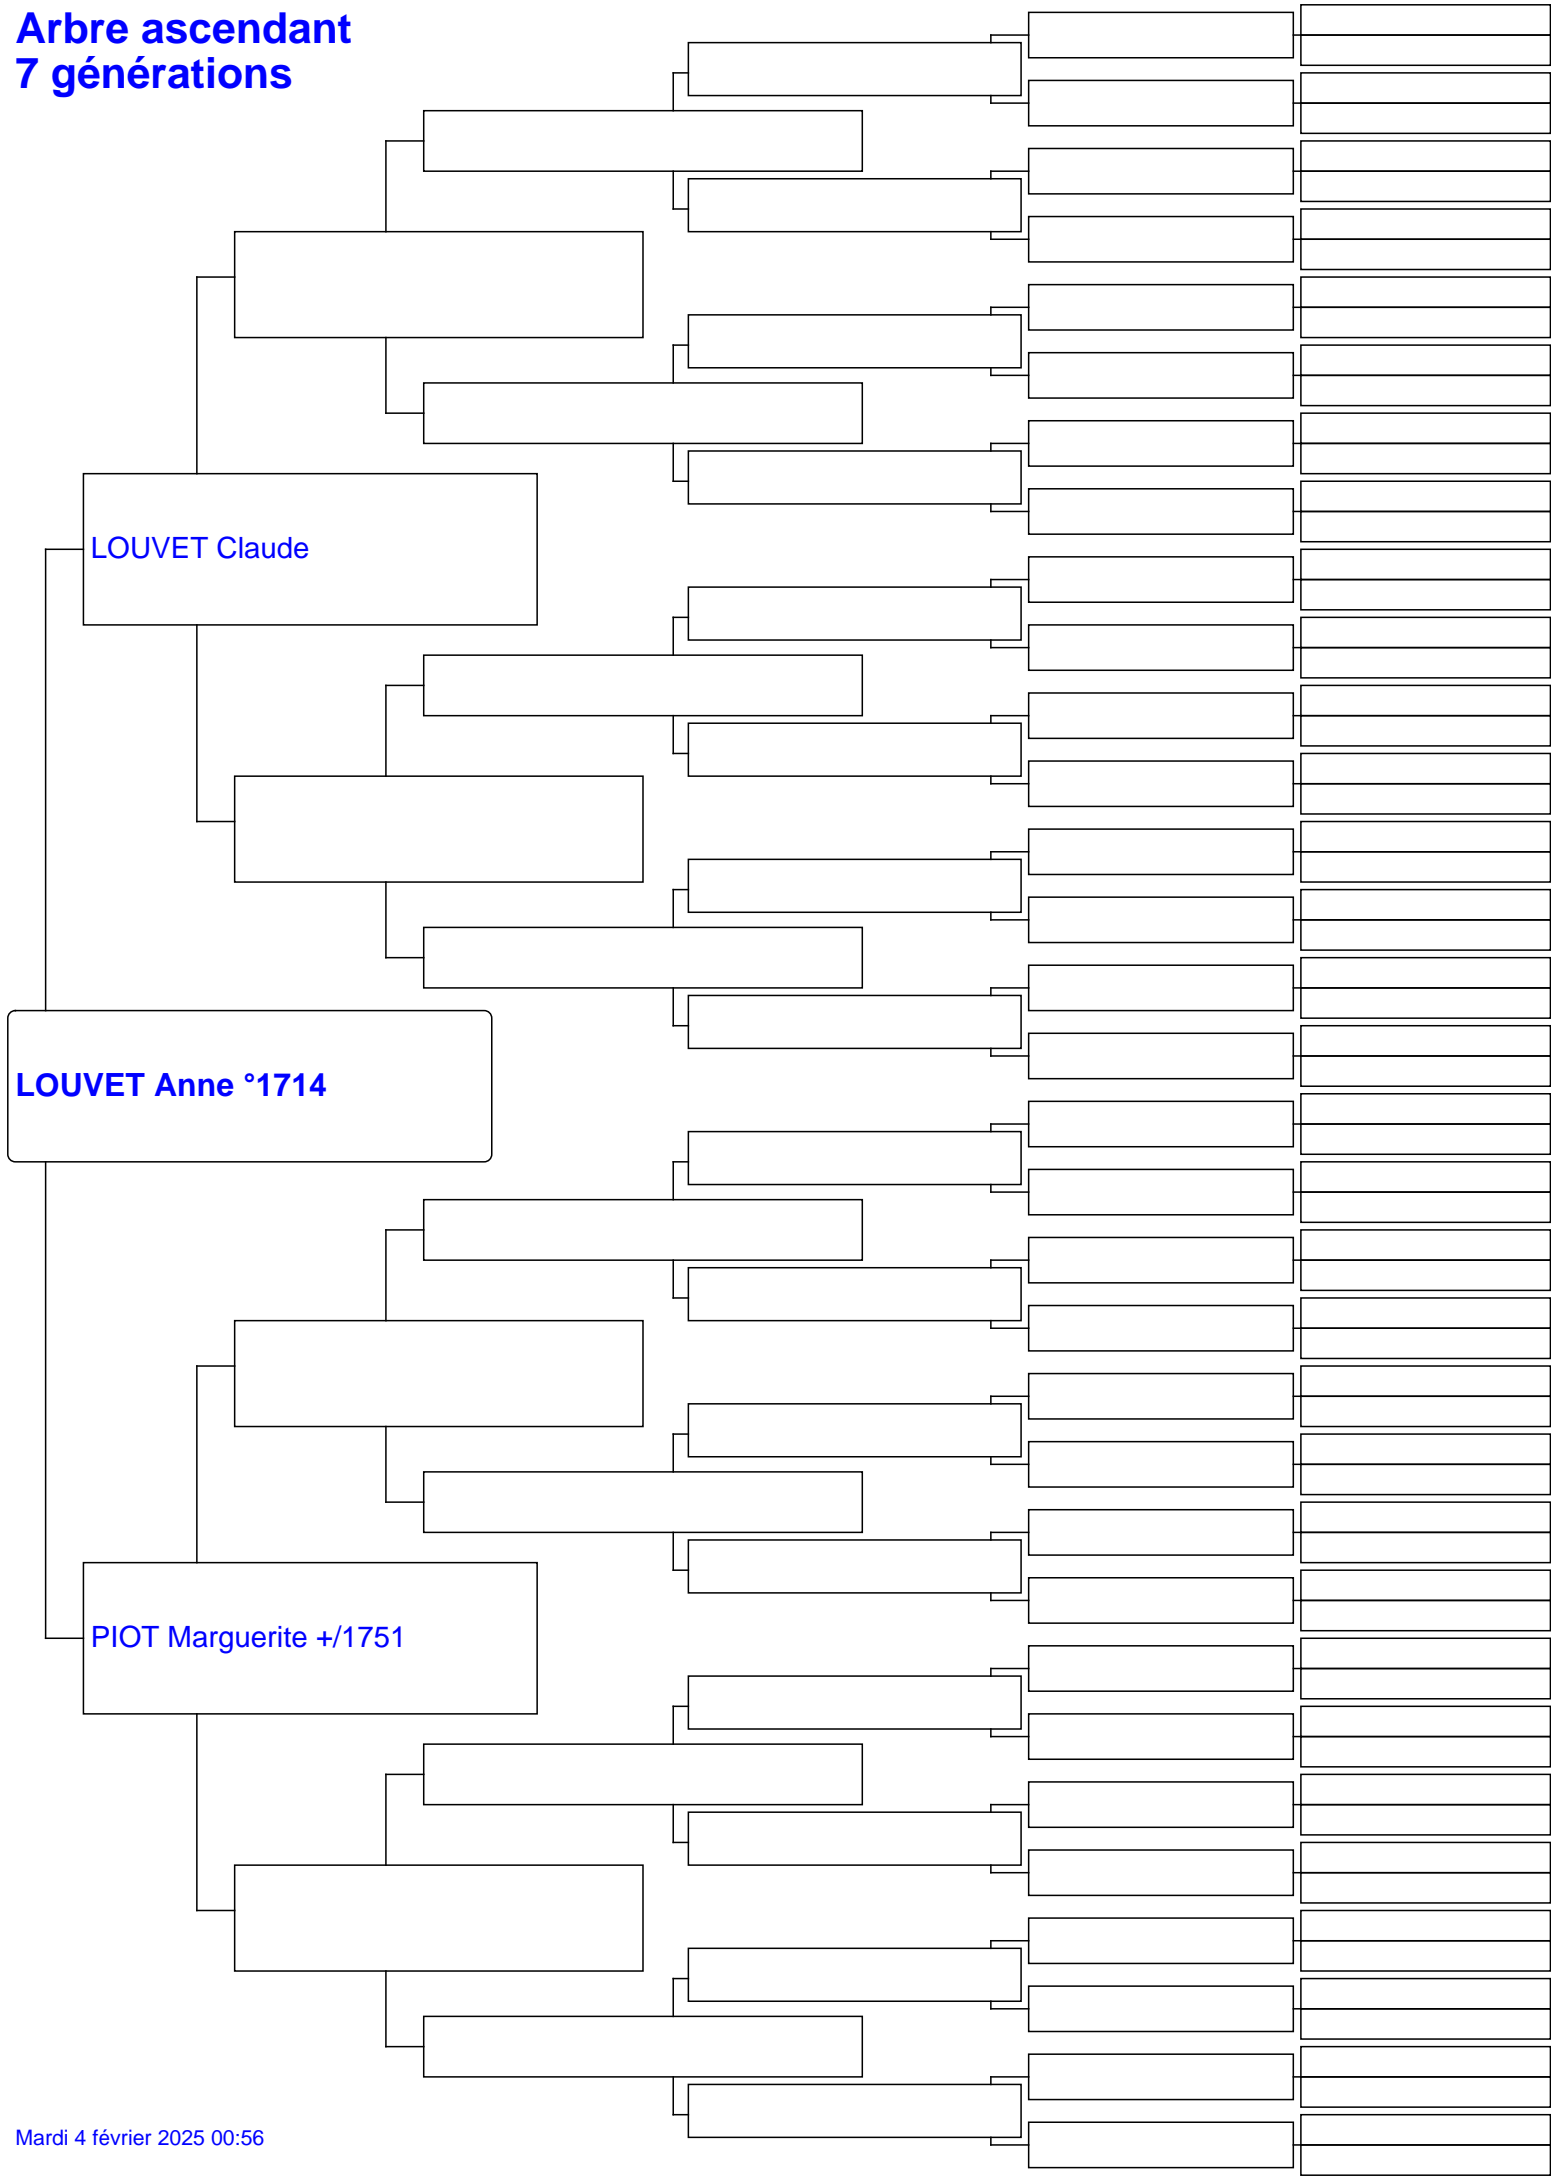 Arbre ascendant
7 générations
LOUVET Claude
LOUVET Anne °1714
PIOT Marguerite +/1751
Mardi 4 février 2025 00:56